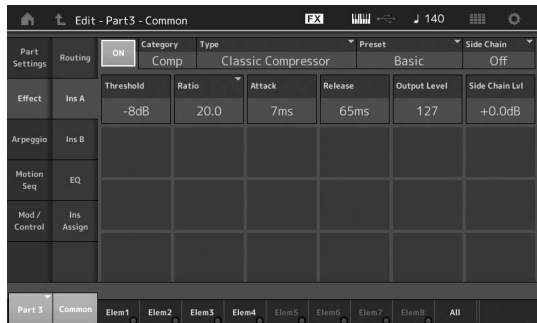 Edit - Part3 - Common
FX
♩ 140
Part Settings
Routing
ON
Category
Comp
Type
Classic Compressor
Preset
Basic
Side Chain
Off
Effect
Ins A
Threshold
-8dB
Ratio
20.0
Attack
7ms
Release
65ms
Output Level
127
Side Chain Lvl
+0.0dB
Arpeggio
Ins B
Motion Seq
EQ
Mod / Control
Ins Assign
Part 3
Common
Elem1
Elem2
Elem3
Elem4
Elem5
Elem6
Elem7
Elem8
All